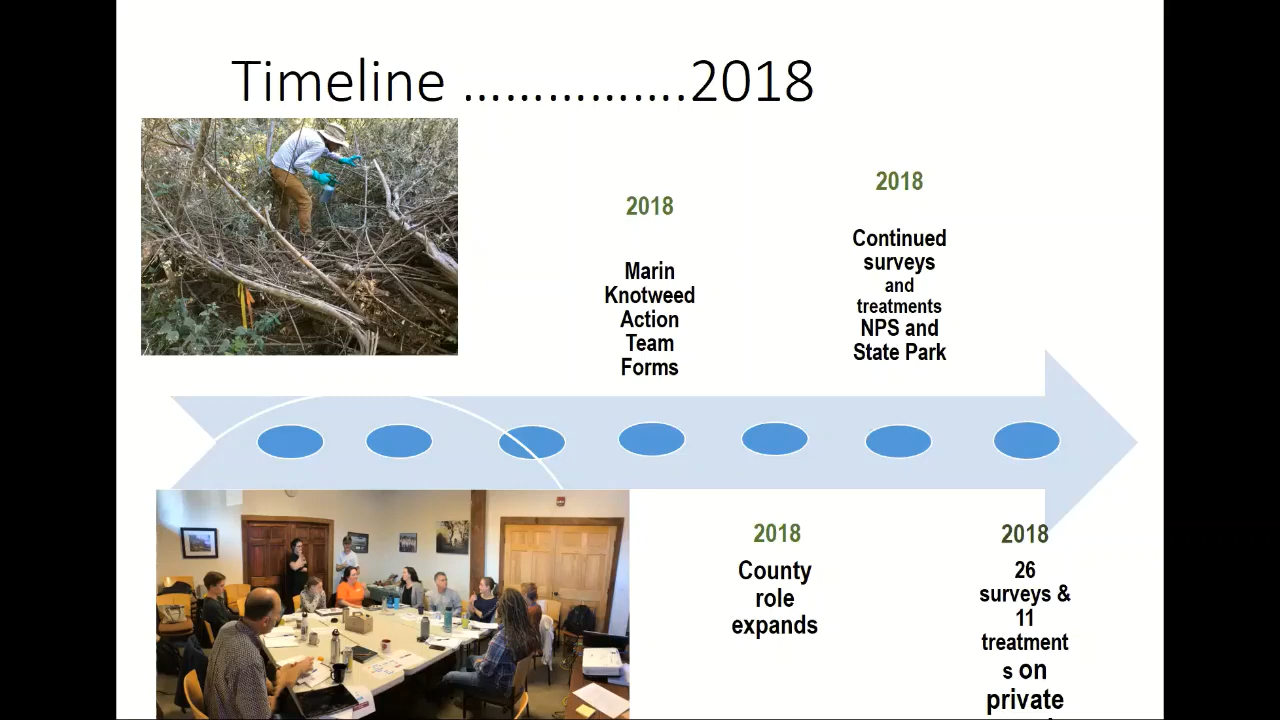 Timeline ................2018
2018
Marin
Knotweed
Action
Team
Forms
2018
Continued
surveys
and
treatments
NPS and
State Park
2018
County
role
expands
2018
26
surveys &
11
treatment
s on
private